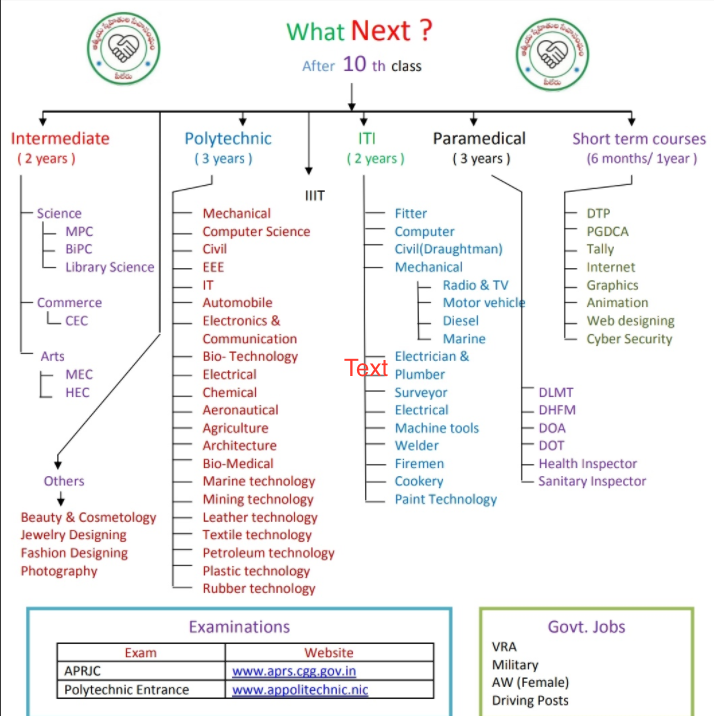 పీలేరు
పీలేరు
What Next ?
After 10 th class
Intermediate
( 2 years )
Science
MPC
BiPC
Library Science
Commerce
CEC
Arts
MEC
HEC
Others
Beauty & Cosmetology
Jewelry Designing
Fashion Designing
Photography
Polytechnic
( 3 years )
Mechanical
Computer Science
Civil
EEE
IT
Automobile
Electronics &
Communication
Bio- Technology
Electrical
Chemical
Aeronautical
Agriculture
Architecture
Bio-Medical
Marine technology
Mining technology
Leather technology
Textile technology
Petroleum technology
Plastic technology
Rubber technology
IIIT
ITI
( 2 years )
Fitter
Computer
Civil(Draughtman)
Mechanical
Radio & TV
Motor vehicle
Diesel
Marine
Electrician &
Text
Plumber
Surveyor
Electrical
Machine tools
Welder
Firemen
Cookery
Paint Technology
Paramedical
( 3 years )
DLMT
DHFM
DOA
DOT
Health Inspector
Sanitary Inspector
Short term courses
(6 months/ 1year )
DTP
PGDCA
Tally
Internet
Graphics
Animation
Web designing
Cyber Security
Examinations
Exam Website
APRJC www.aprs.cgg.gov.in
Polytechnic Entrance www.appolitechnic.nic
Govt. Jobs
VRA
Military
AW (Female)
Driving Posts